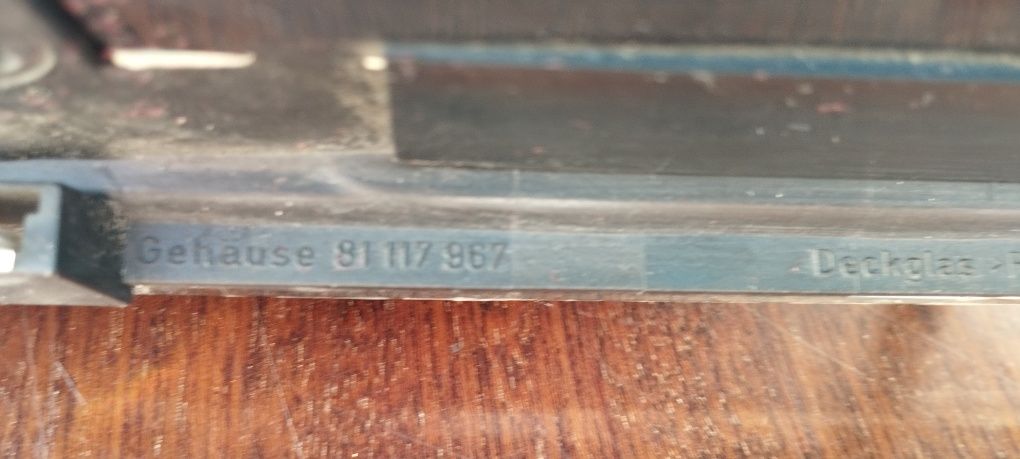 Gehäuse 81 117 967 Deckglas